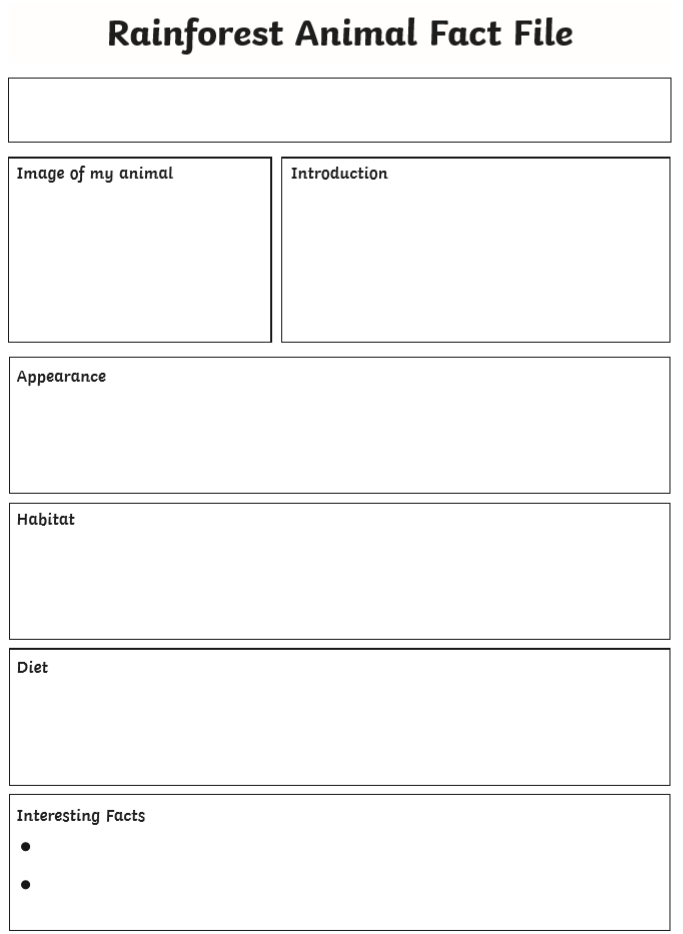 Rainforest Animal Fact File
Image of my animal
Introduction
Appearance
Habitat
Diet
Interesting Facts
•
•